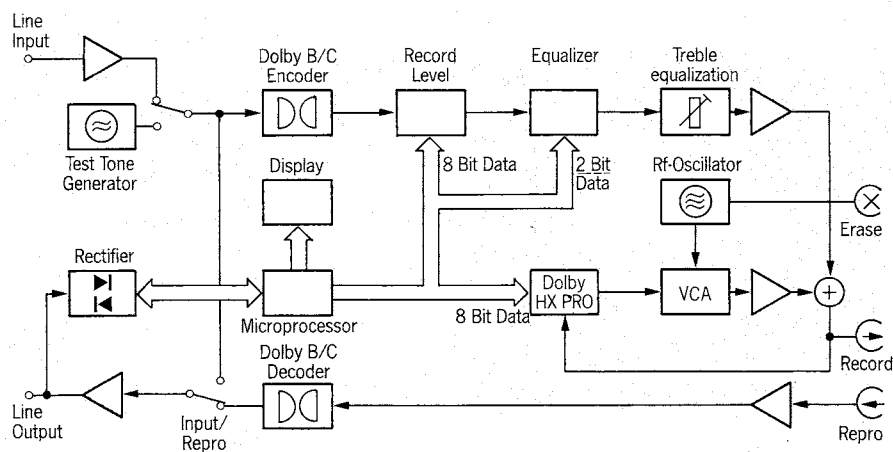 Line
Input
Dolby B/C
Encoder
Record
Level
Equalizer
Treble
equalization
Test Tone
Generator
Display
8 Bit Data
2 Bit
Data
Rf-Oscillator
Erase
Rectifier
Microprocessor
8 Bit Data
Dolby
HX PRO
VCA
+
Record
Dolby B/C
Decoder
Line
Output
Input/
Repro
Repro